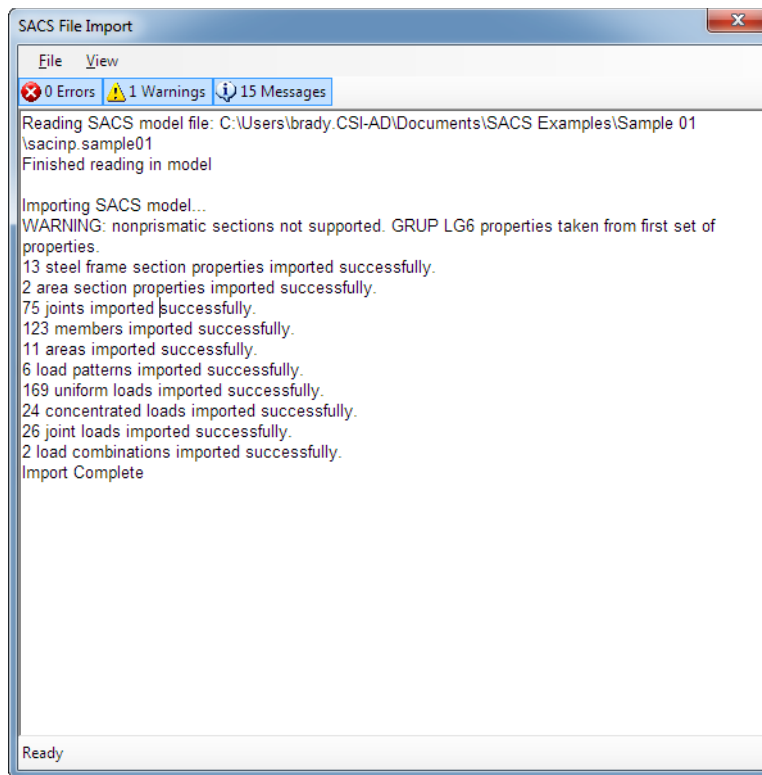 SACS File Import
File View
0 Errors 1 Warnings 15 Messages
Reading SACS model file: C:\Users\brady.CSI-AD\Documents\SACS Examples\Sample 01
\sacinp.sample01
Finished reading in model
Importing SACS model...
WARNING: nonprismatic sections not supported. GRUP LG6 properties taken from first set of
properties.
13 steel frame section properties imported successfully.
2 area section properties imported successfully.
75 joints imported successfully.
123 members imported successfully.
11 areas imported successfully.
6 load patterns imported successfully.
169 uniform loads imported successfully.
24 concentrated loads imported successfully.
26 joint loads imported successfully.
2 load combinations imported successfully.
Import Complete
Ready